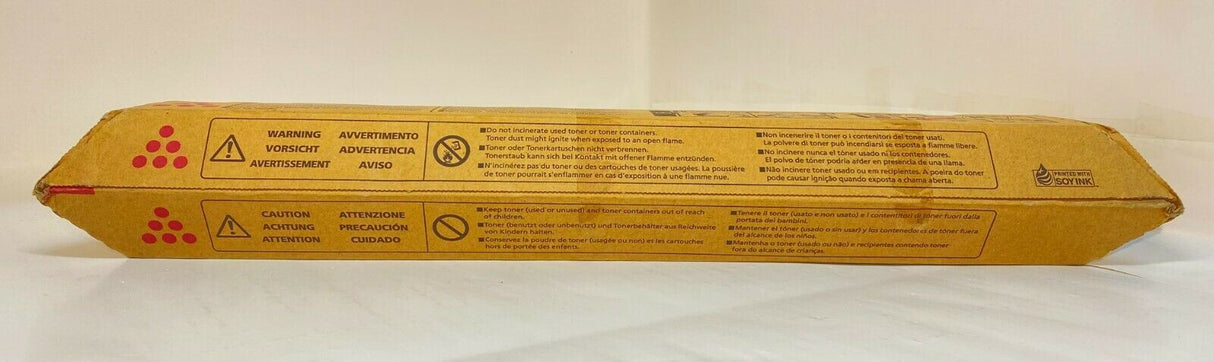 WARNING AVVERTIMENTO
VORSICHT ADVERTENCIA
AVERTISSEMENT AVISO
■Do not incinerate used toner or toner containers.
Toner dust might ignite when exposed to an open flame.
■Toner oder Tonerkartuschen nicht verbrennen.
Tonerstaub kann sich bei Kontakt mit offener Flamme entzünden.
■N'incinérez pas du toner ou des cartouches de toner usagées. La poussière
de toner pourrait s'enflammer en cas d'exposition à une flamme nue.
■Non incenerire il toner o i contenitori del toner usati.
La polvere di toner può incendiarsi se esposta a fiamme libere.
■No incinere nunca el tóner usado ni los contenedores.
El polvo de tóner podría arder en presencia de una llama.
■Não incinere toner usado ou em recipientes. A poeira do toner
pode causar ignição quando exposta a chama aberta.
PRINTED WITH
SOY INK
CAUTION ATTENZIONE
ACHTUNG PRECAUCIÓN
ATTENTION CUIDADO
■Keep toner (used or unused) and toner containers out of reach
of children.
■Toner (benutzt oder unbenutzt) und Tonerbehälter aus Reichweite
von Kindern halten.
■Conservez la poudre de toner (usagée ou non) et les cartouches
hors de portée des enfants.
■Tenere il toner (usato e non usato) e i contentitori di toner fuori dalla
portata dei bambini.
■Mantener el tóner (usado o sin usar) y los contenedores de tóner fuera
del alcance de los niños.
■Mantenha o toner (usado ou não) e recipientes contendo toner
fora do alcance de crianças.